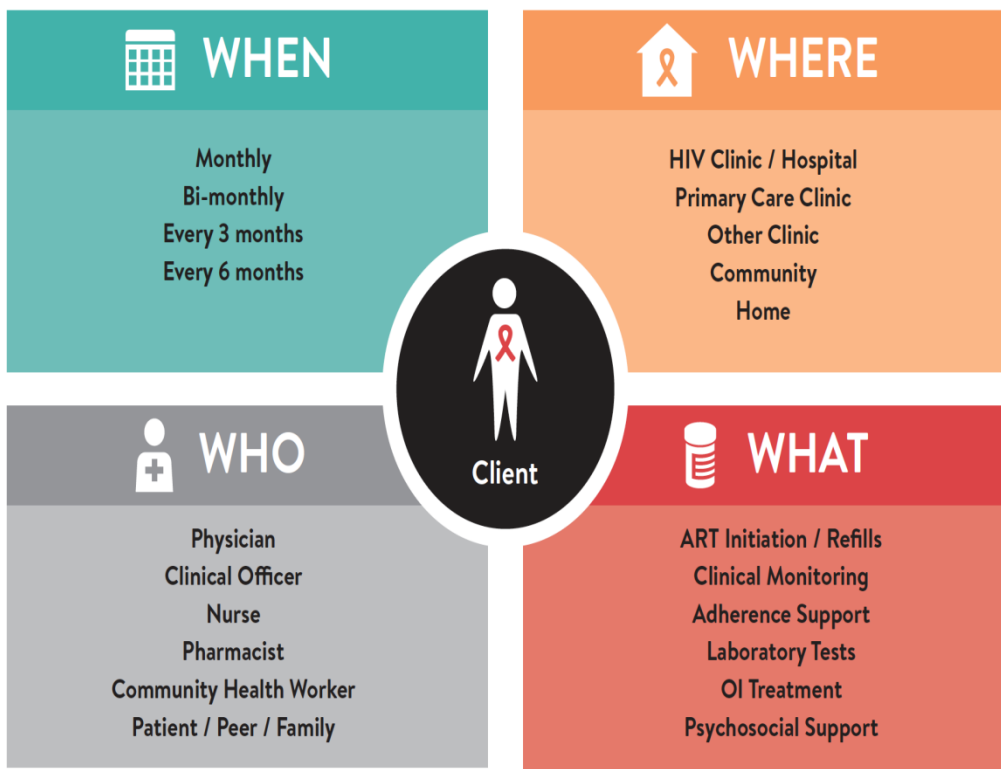 WHEN
Monthly
Bi-monthly
Every 3 months
Every 6 months
WHERE
HIV Clinic / Hospital
Primary Care Clinic
Other Clinic
Community
Home
Client
WHO
Physician
Clinical Officer
Nurse
Pharmacist
Community Health Worker
Patient / Peer / Family
WHAT
ART Initiation / Refills
Clinical Monitoring
Adherence Support
Laboratory Tests
OI Treatment
Psychosocial Support